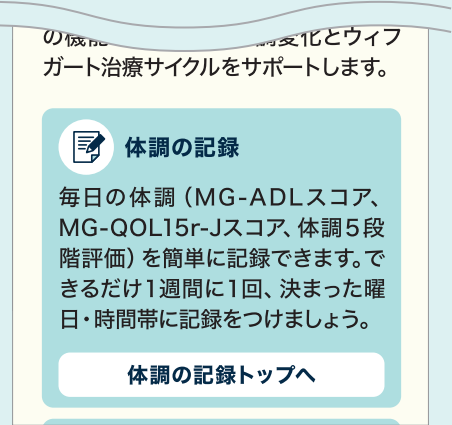 の機能
調変化とウィフ
ガート治療サイクルをサポートします。
体調の記録
毎日の体調（MG-ADLスコア、
MG-QOL15r-Jスコア、体調5段
階評価）を簡単に記録できます。で
きるだけ1週間に1回、決まった曜
日・時間帯に記録をつけましょう。
体調の記録トップへ